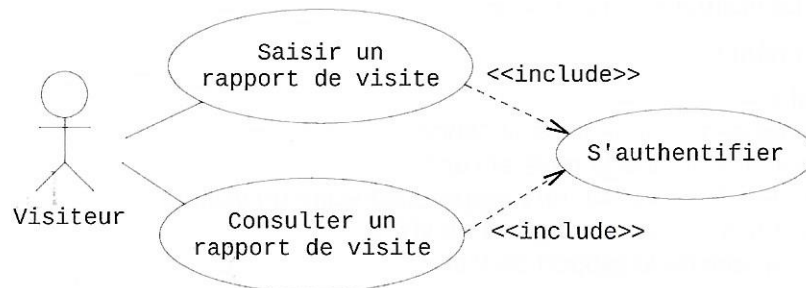 Saisir un
rapport de visite
<<include>>
S'authentifier
Visiteur
Consulter un
rapport de visite
<<include>>